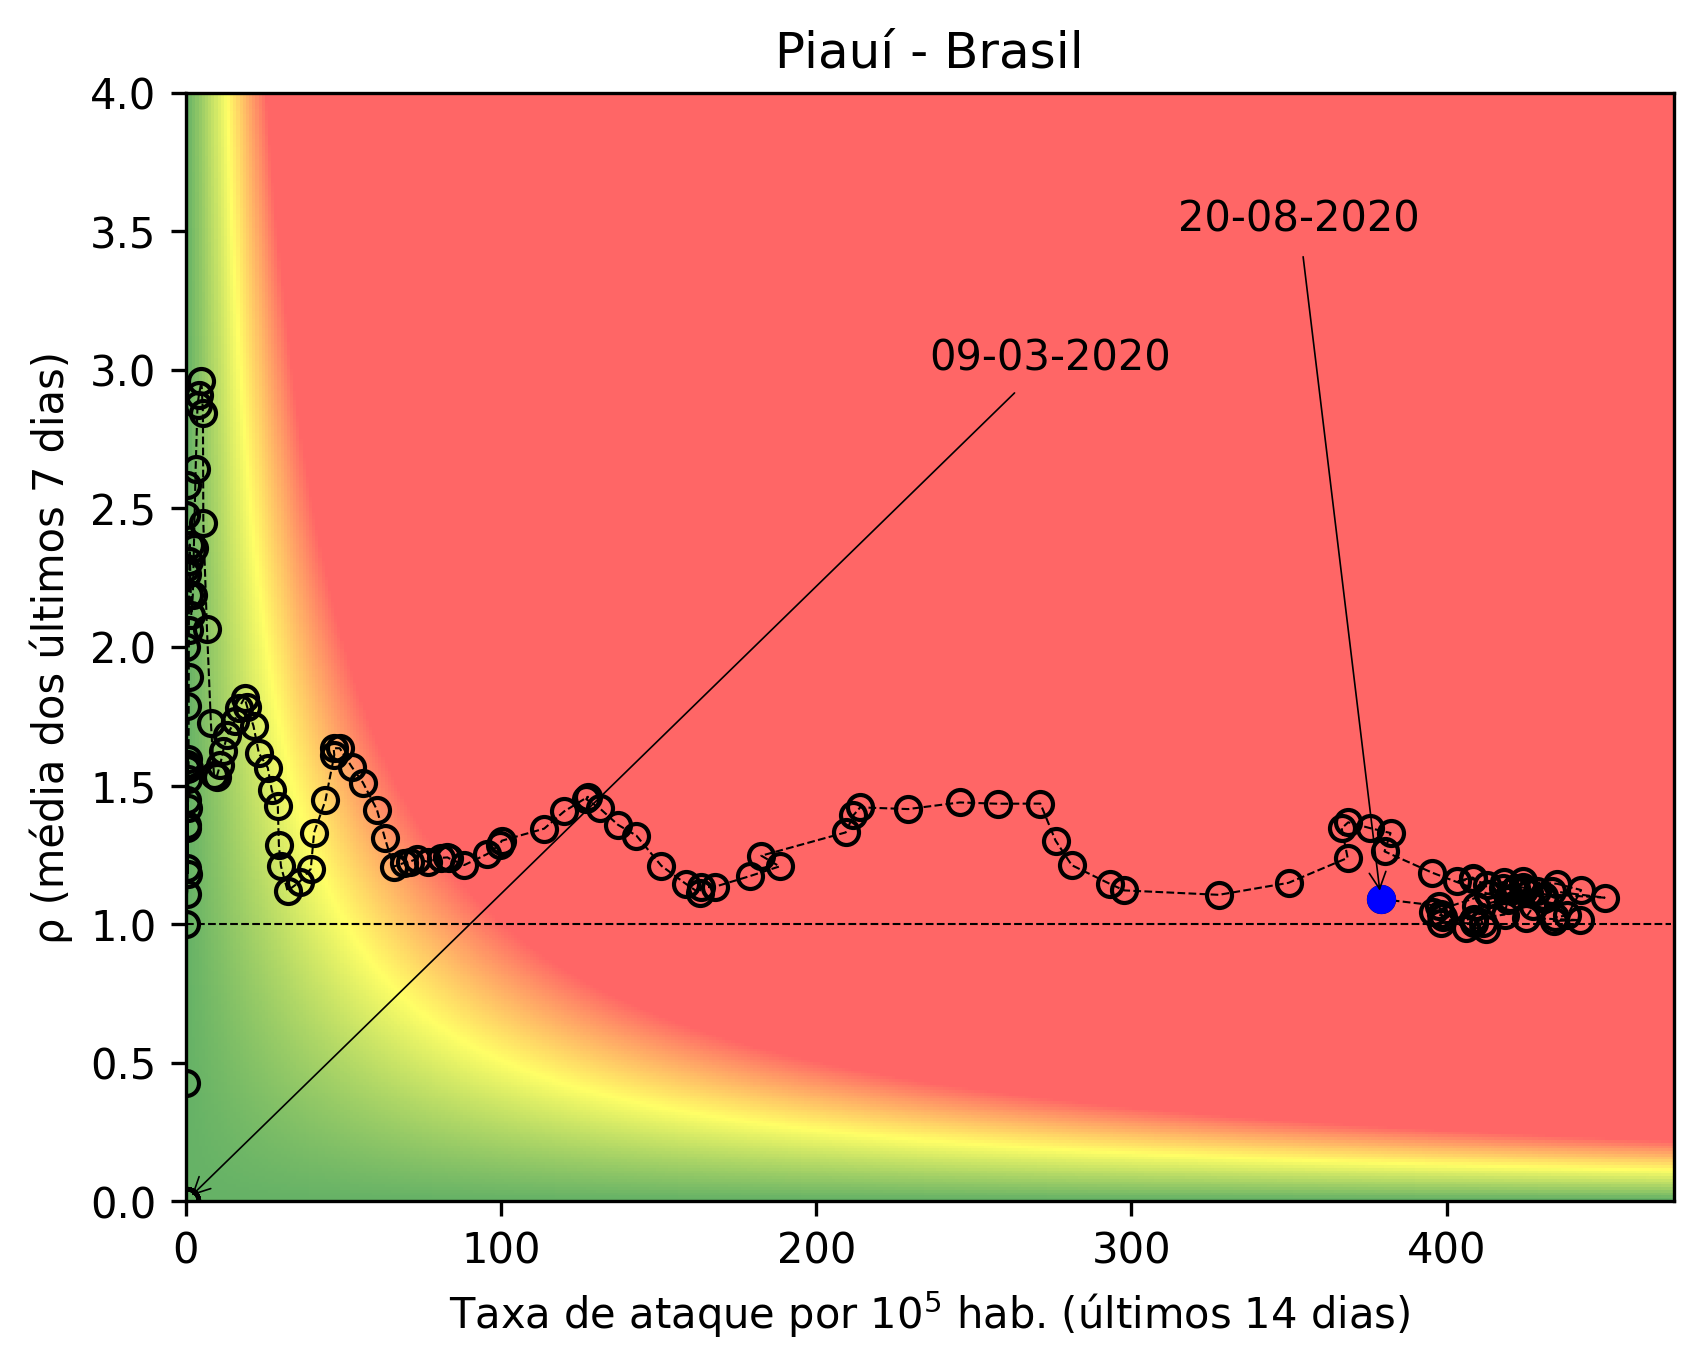 Piauí - Brasil
4.0
3.5
3.0
2.5
2.0
1.5
1.0
0.5
0.0
ρ (média dos últimos 7 dias)
20-08-2020
09-03-2020
0 100 200 300 400
Taxa de ataque por 10⁵ hab. (últimos 14 dias)